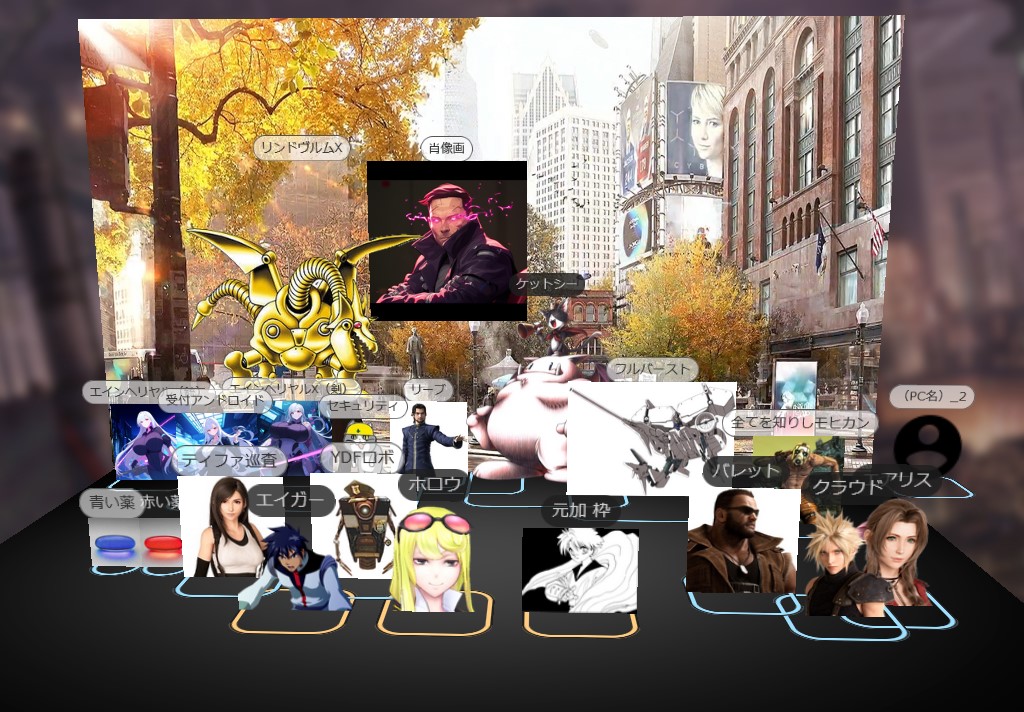 リンドヴルムX
肖像画
ケットシー
フルバースト
エインヘリヤル
エインヘリヤルX（剣）
リーブ
（PC名）_2
受付アンドロイド
セキュリティ
全てを知りしモヒカン
ティファ巡査
YDFロボ
バレット
ホロウ
クラウド
アリス
青い薬
赤い薬
エイガー
元加 枠